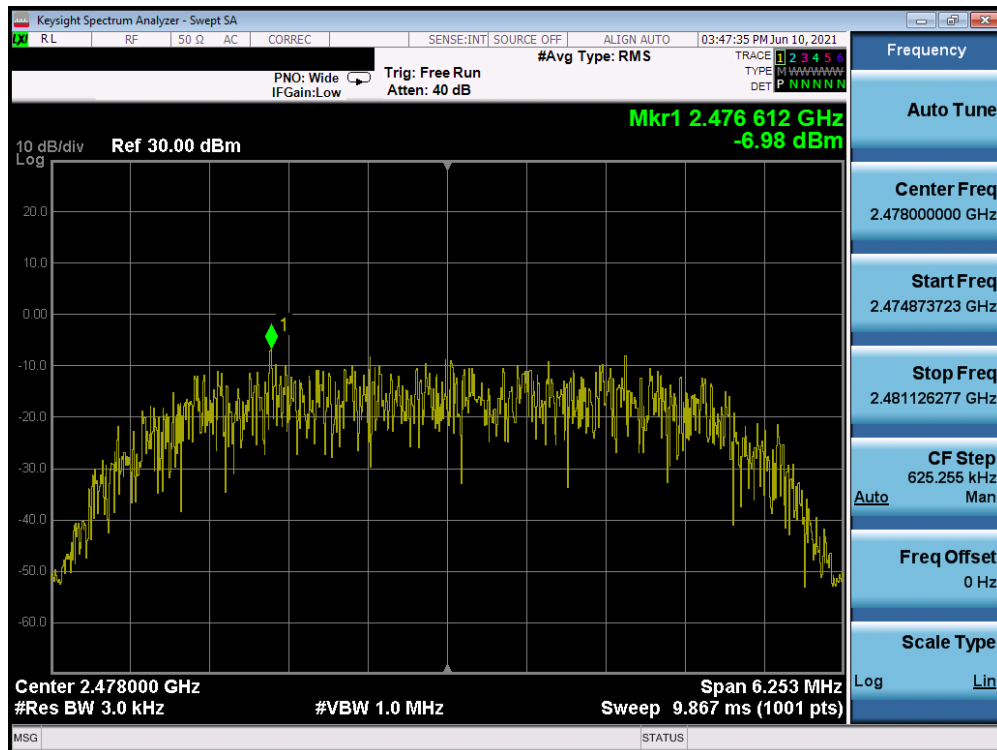 Keysight Spectrum Analyzer - Swept SA
LXI RL RF 50 Ω AC CORREC SENSE:INT SOURCE OFF ALIGN AUTO 03:47:35 PM Jun 10, 2021
#Avg Type: RMS
TRACE 1 2 3 4 5 6
PNO: Wide Trig: Free Run
TYPE M WWWWW
IFGain:Low Atten: 40 dB
DET P N N N N N
Mkr1 2.476 612 GHz
-6.98 dBm
10 dB/div Ref 30.00 dBm
Log
1
20.0
10.0
0.00
-10.0
-20.0
-30.0
-40.0
-50.0
-60.0
Center 2.478000 GHz Span 6.253 MHz
#Res BW 3.0 kHz #VBW 1.0 MHz Sweep 9.867 ms (1001 pts)
MSG STATUS
Frequency
Auto Tune
Center Freq
2.478000000 GHz
Start Freq
2.474873723 GHz
Stop Freq
2.481126277 GHz
CF Step
625.255 kHz
Auto Man
Freq Offset
0 Hz
Scale Type
Log Lin